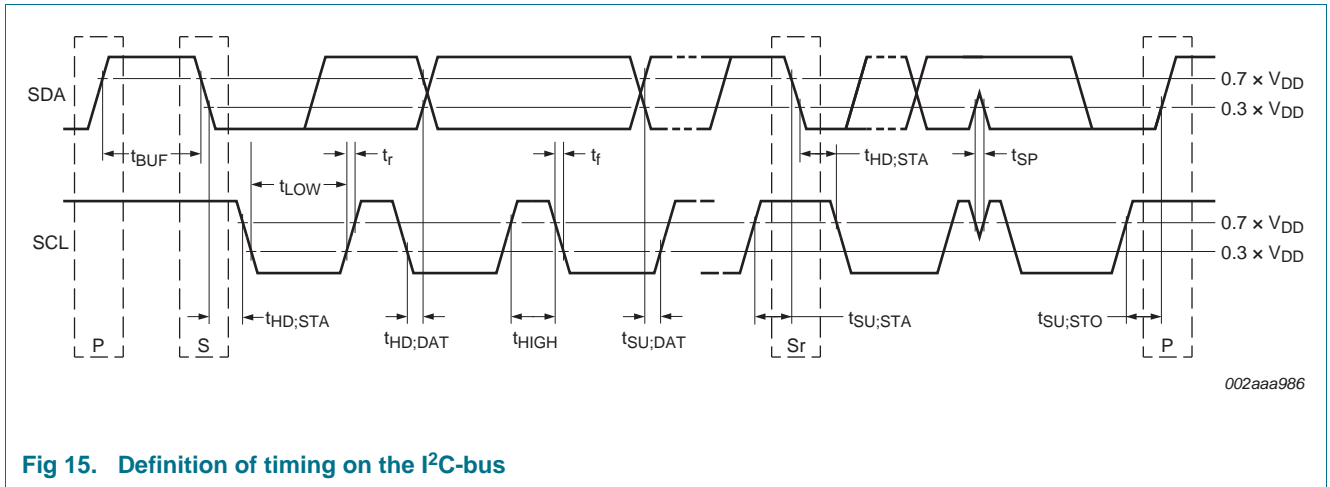 SDA
0.7 × VDD
0.3 × VDD
tBUF
tLOW
tr
tf
tHD;STA
tSP
SCL
0.7 × VDD
0.3 × VDD
tHD;STA
tHD;DAT
tHIGH
tSU;DAT
tSU;STA
tSU;STO
P
S
Sr
P
002aaa986
Fig 15. Definition of timing on the I²C-bus